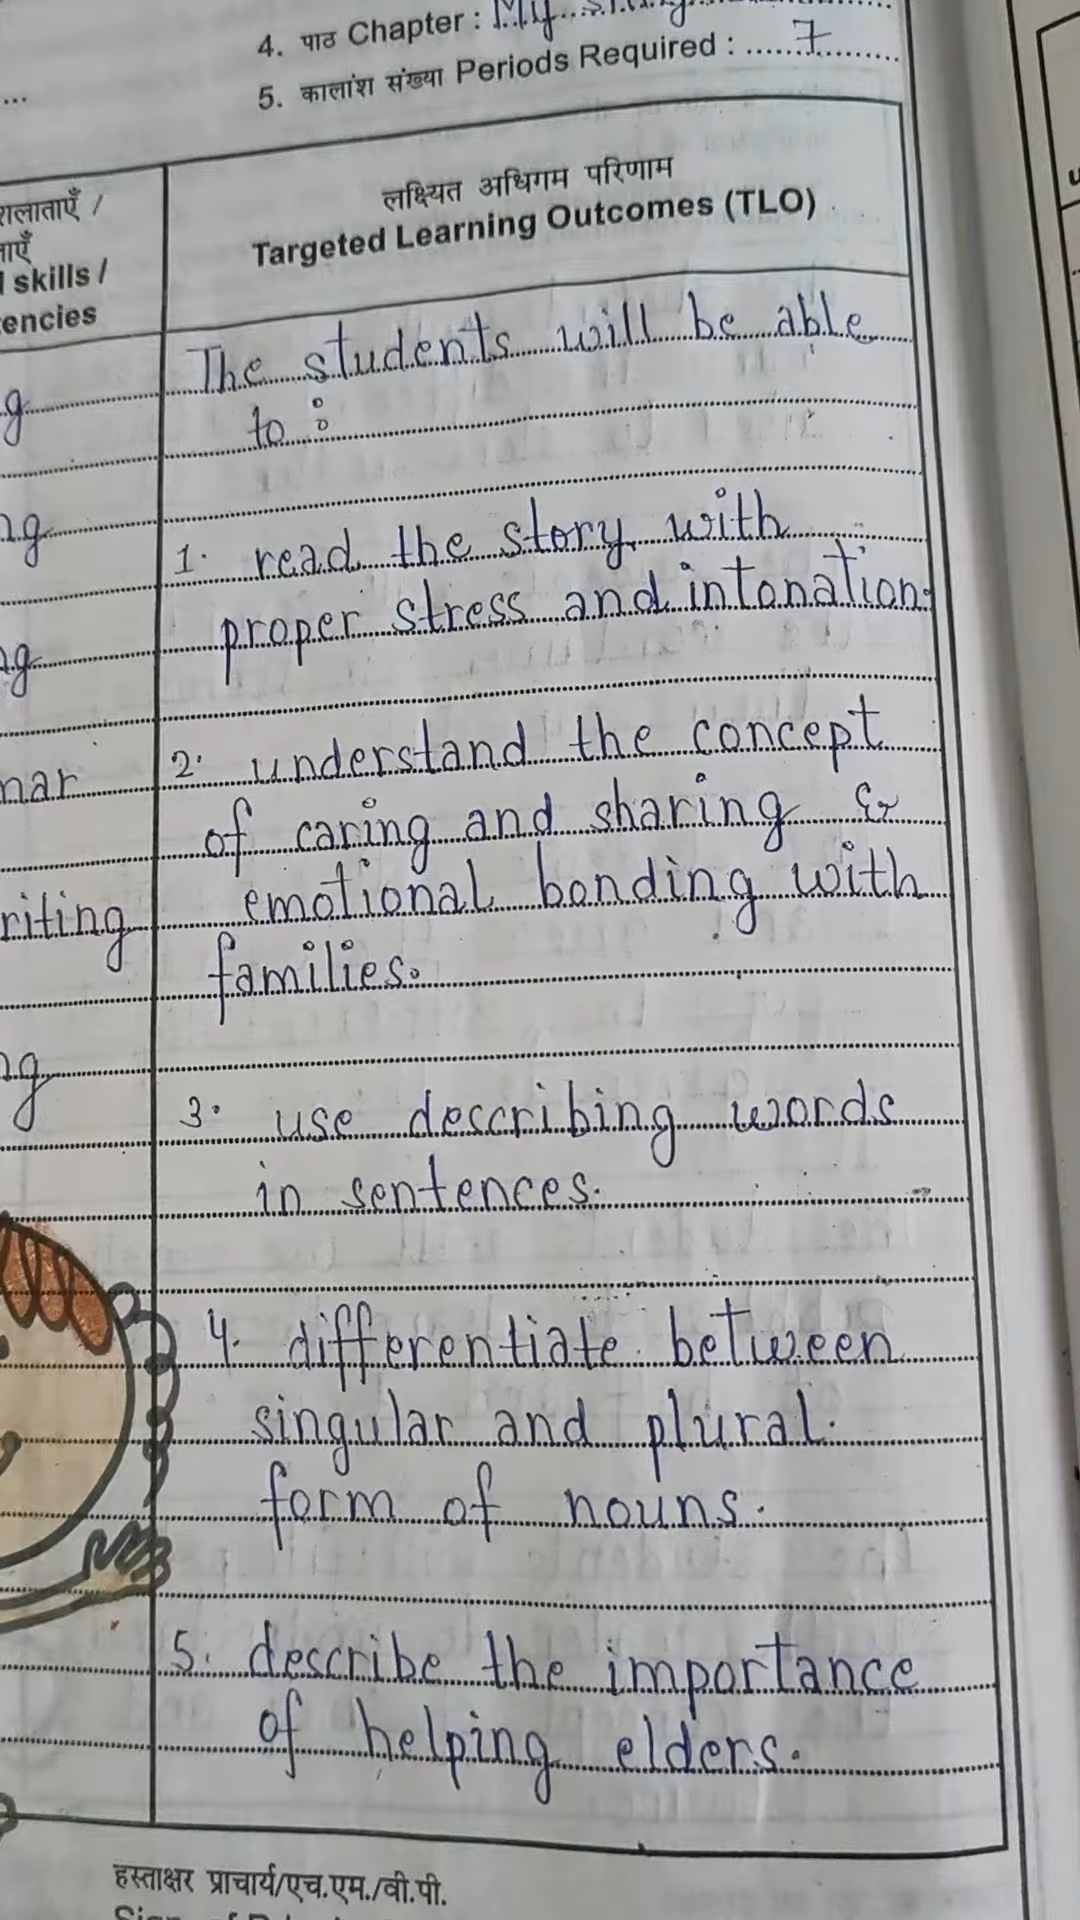 4. पाठ Chapter : My
5. कालांश संख्या Periods Required : 7
लक्ष्यित अधिगम परिणाम
Targeted Learning Outcomes (TLO)
skills /
The students will be able
to :
1. read the story with
proper stress and intonation.
2. understand the concept
of caring and sharing &
emotional bonding with
families.
3. use describing words
in sentences.
4. differentiate between
singular and plural
form of nouns.
5. describe the importance
of helping elders.
हस्ताक्षर प्राचार्य/एच.एम./वी.पी.